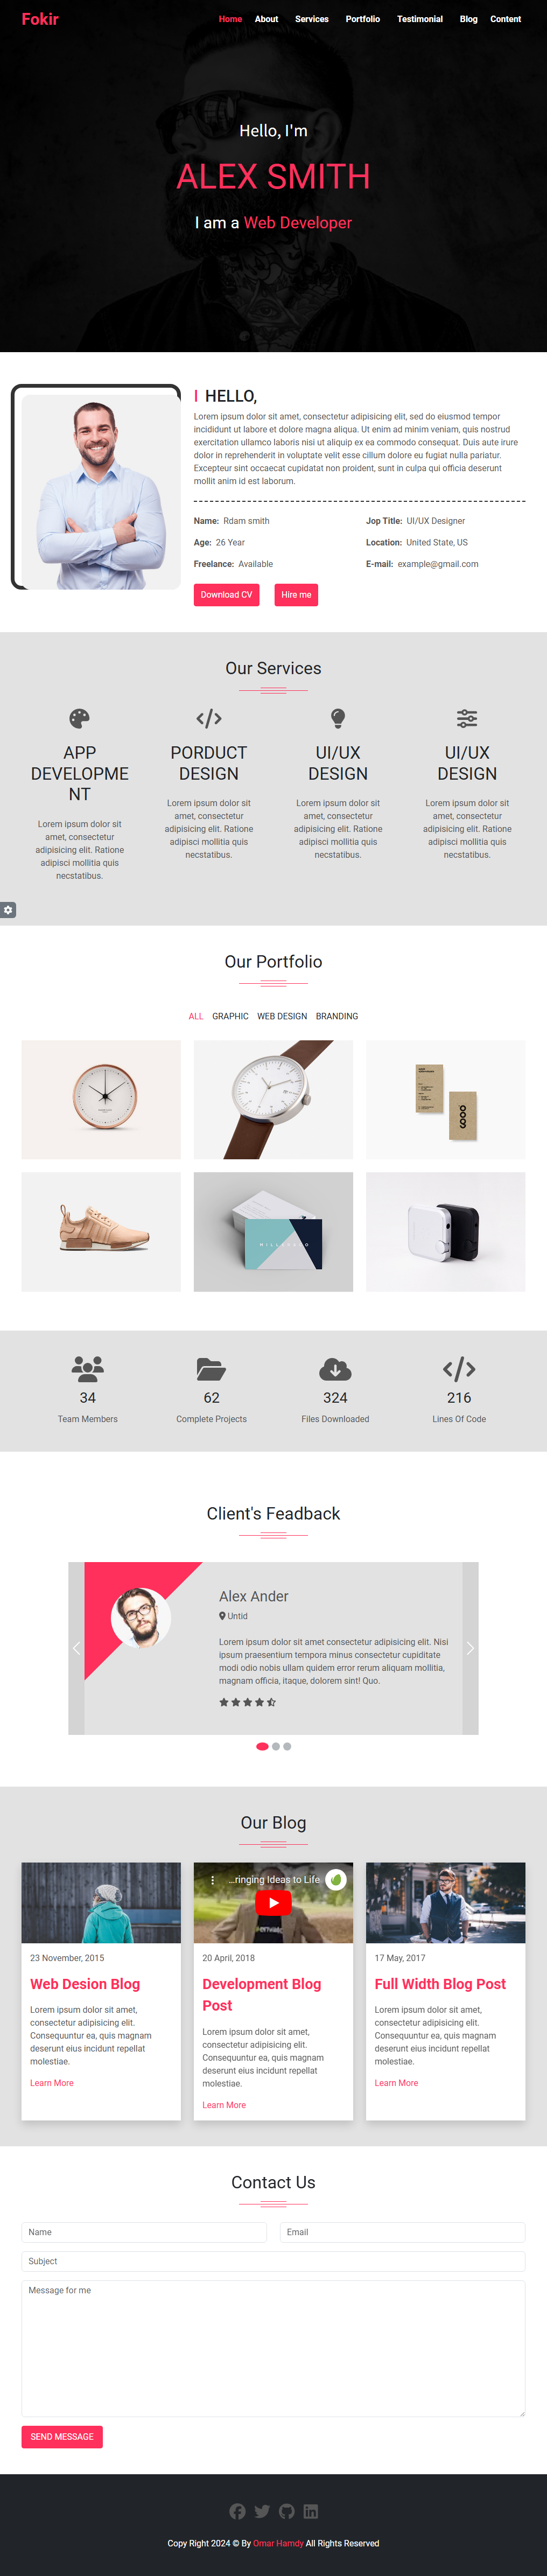 Fokir
Home About Services Portfolio Testimonial Blog Content
Hello, I'm
ALEX SMITH
I am a Web Developer
I HELLO,
Lorem ipsum dolor sit amet, consectetur adipisicing elit, sed do eiusmod tempor
incididunt ut labore et dolore magna aliqua. Ut enim ad minim veniam, quis nostrud
exercitation ullamco laboris nisi ut aliquip ex ea commodo consequat. Duis aute irure
dolor in reprehenderit in voluptate velit esse cillum dolore eu fugiat nulla pariatur.
Excepteur sint occaecat cupidatat non proident, sunt in culpa qui officia deserunt
mollit anim id est laborum.
Name: Rdam smith
Jop Title: UI/UX Designer
Age: 26 Year
Location: United State, US
Freelance: Available
E-mail: example@gmail.com
Download CV
Hire me
Our Services
APP
DEVELOPME
NT
Lorem ipsum dolor sit
amet, consectetur
adipisicing elit. Ratione
adipisci mollitia quis
necstatibus.
PORDUCT
DESIGN
Lorem ipsum dolor sit
amet, consectetur
adipisicing elit. Ratione
adipisci mollitia quis
necstatibus.
UI/UX
DESIGN
Lorem ipsum dolor sit
amet, consectetur
adipisicing elit. Ratione
adipisci mollitia quis
necstatibus.
UI/UX
DESIGN
Lorem ipsum dolor sit
amet, consectetur
adipisicing elit. Ratione
adipisci mollitia quis
necstatibus.
Our Portfolio
ALL GRAPHIC WEB DESIGN BRANDING
34
Team Members
62
Complete Projects
324
Files Downloaded
216
Lines Of Code
Client's Feadback
Alex Ander
Untid
Lorem ipsum dolor sit amet consectetur adipisicing elit. Nisi
ipsum praesentium tempora minus consectetur cupiditate
modi odio nobis ullam quidem error rerum aliquam mollitia,
magnam officia, itaque, dolorem sint! Quo.
Our Blog
23 November, 2015
Web Desion Blog
Lorem ipsum dolor sit amet,
consectetur adipisicing elit.
Consequuntur ea, quis magnam
deserunt eius incidunt repellat
molestiae.
Learn More
...ringing Ideas to Life
20 April, 2018
Development Blog
Post
Lorem ipsum dolor sit amet,
consectetur adipisicing elit.
Consequuntur ea, quis magnam
deserunt eius incidunt repellat
molestiae.
Learn More
17 May, 2017
Full Width Blog Post
Lorem ipsum dolor sit amet,
consectetur adipisicing elit.
Consequuntur ea, quis magnam
deserunt eius incidunt repellat
molestiae.
Learn More
Contact Us
Name
Email
Subject
Message for me
SEND MESSAGE
Copy Right 2024 © By Omar Hamdy All Rights Reserved